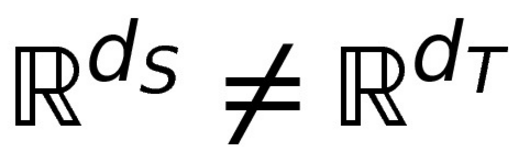 ℝ^{d_S} ≠ ℝ^{d_T}